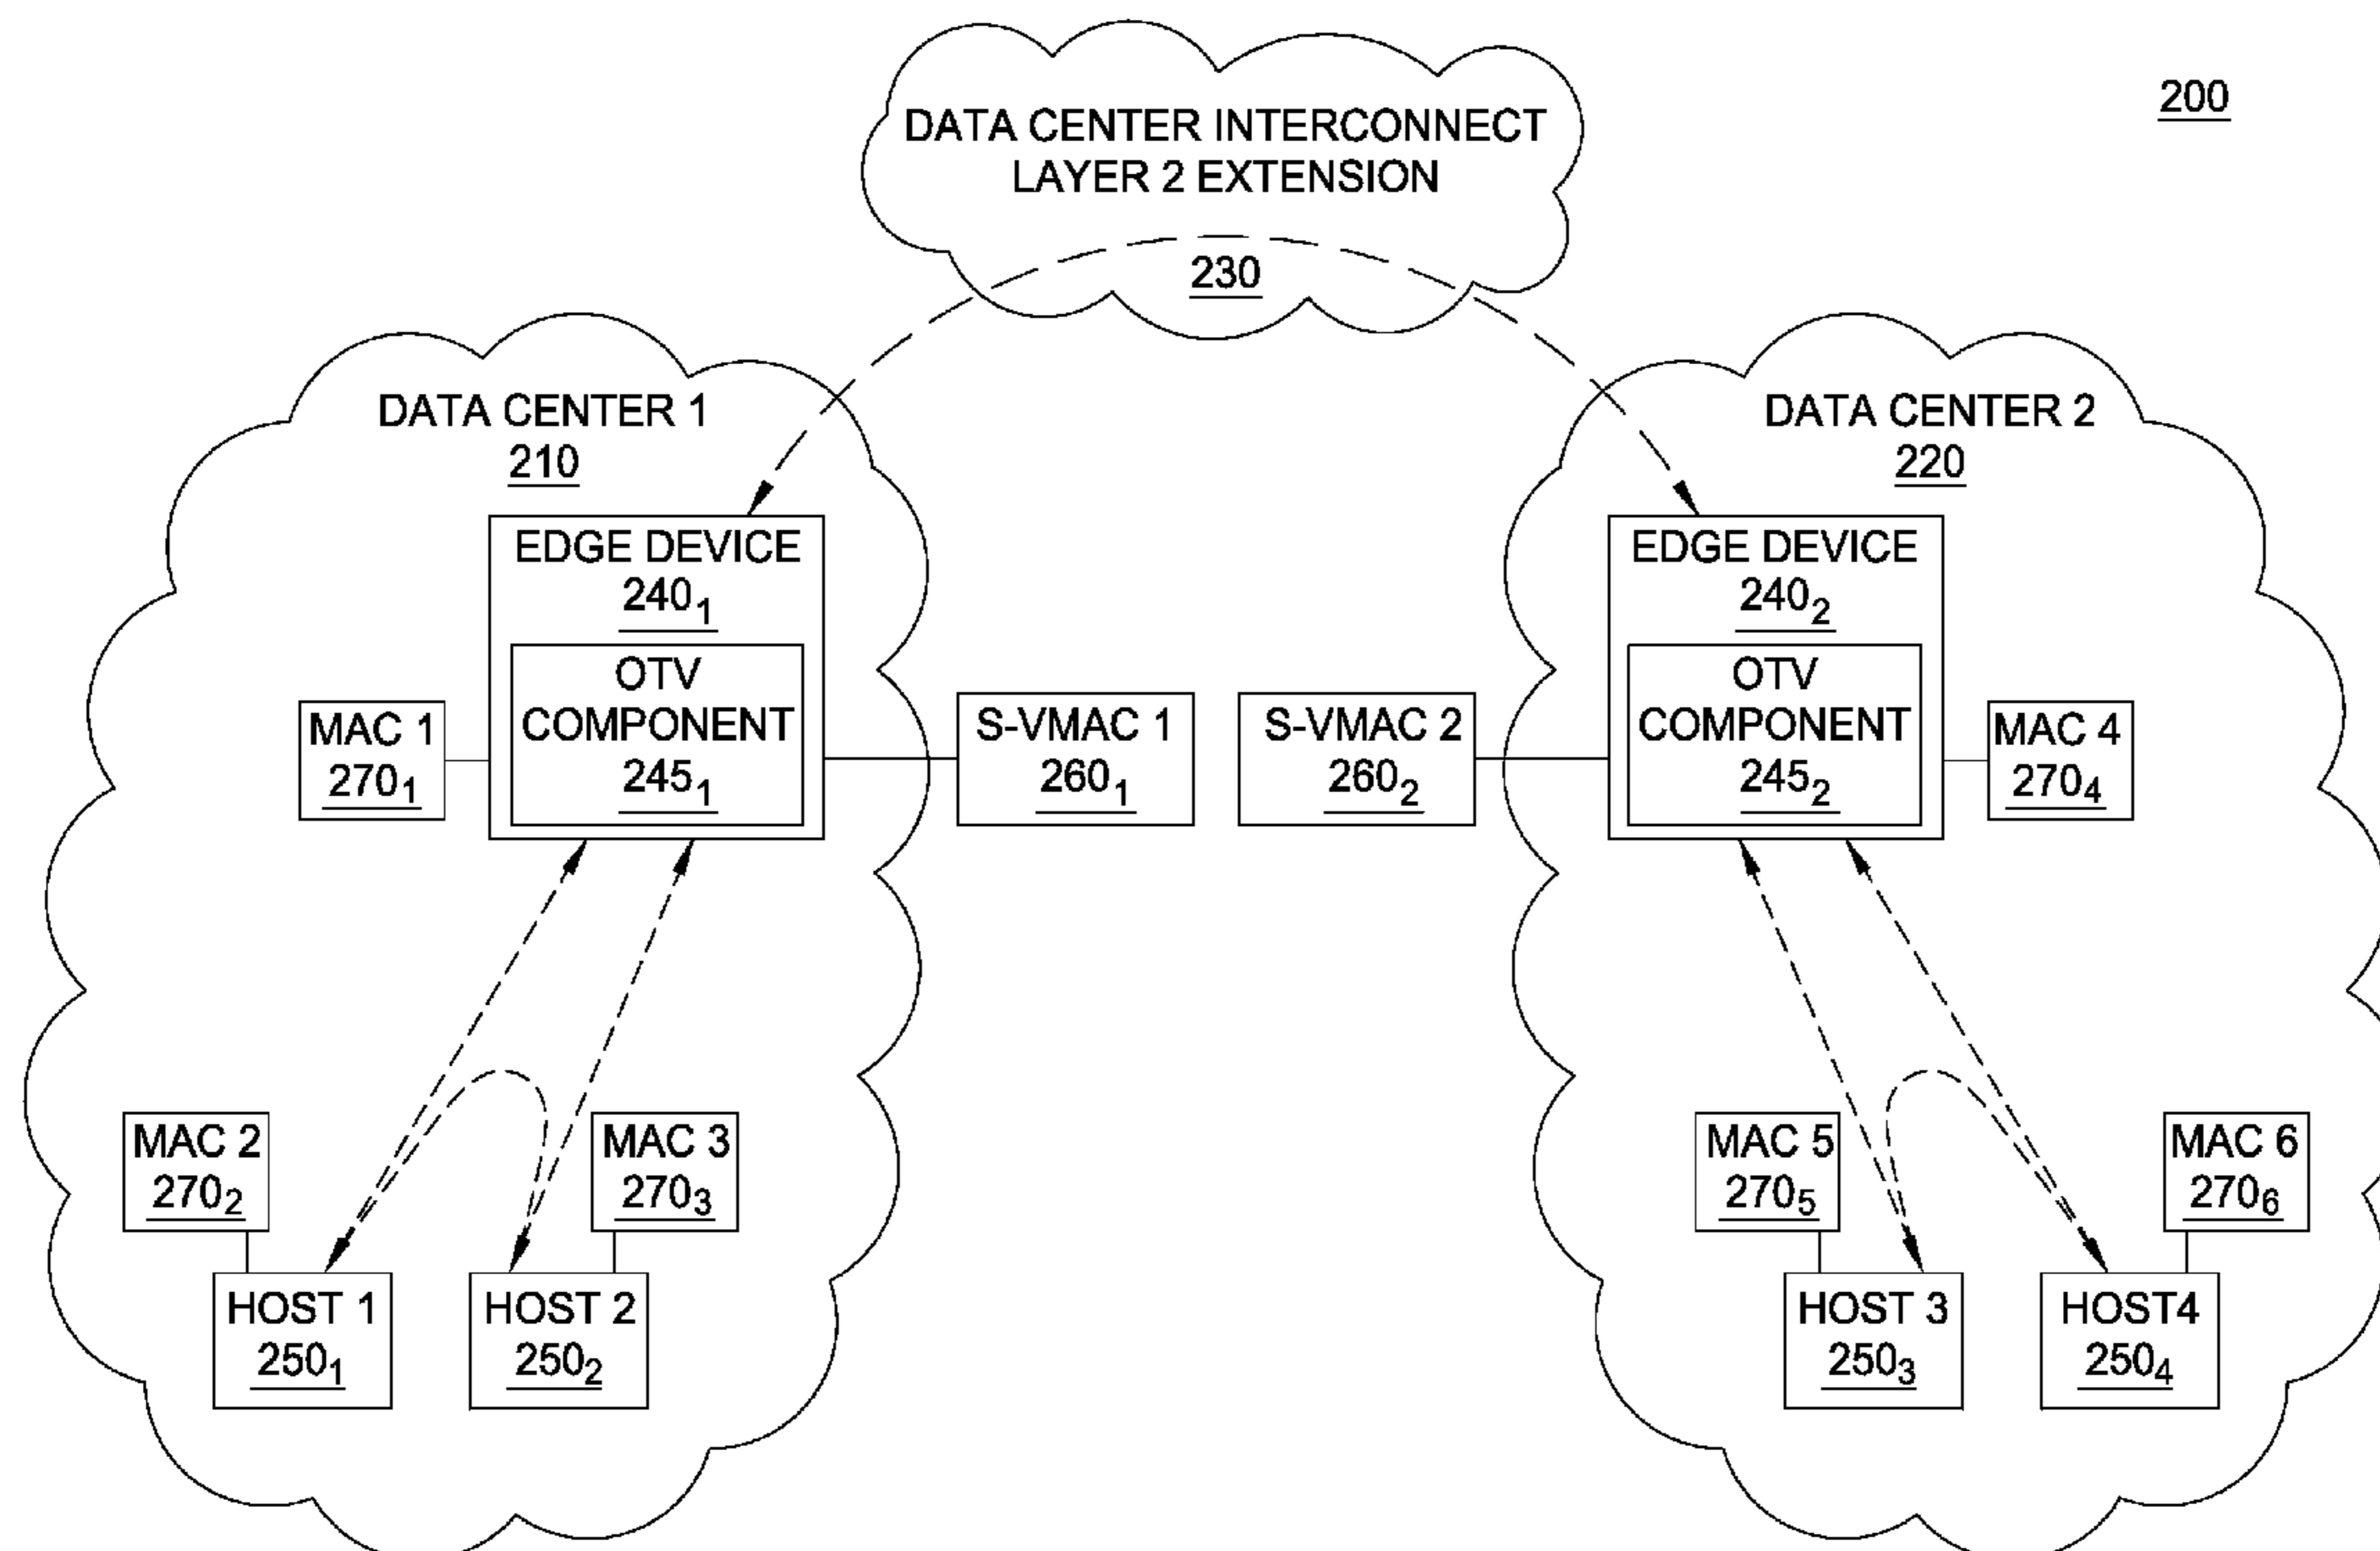 200
DATA CENTER INTERCONNECT
LAYER 2 EXTENSION
230
DATA CENTER 1
210
DATA CENTER 2
220
EDGE DEVICE
240₁
OTV
COMPONENT
245₁
MAC 1
270₁
S-VMAC 1
260₁
S-VMAC 2
260₂
EDGE DEVICE
240₂
OTV
COMPONENT
245₂
MAC 4
270₄
MAC 2
270₂
MAC 3
270₃
HOST 1
250₁
HOST 2
250₂
MAC 5
270₅
MAC 6
270₆
HOST 3
250₃
HOST4
250₄